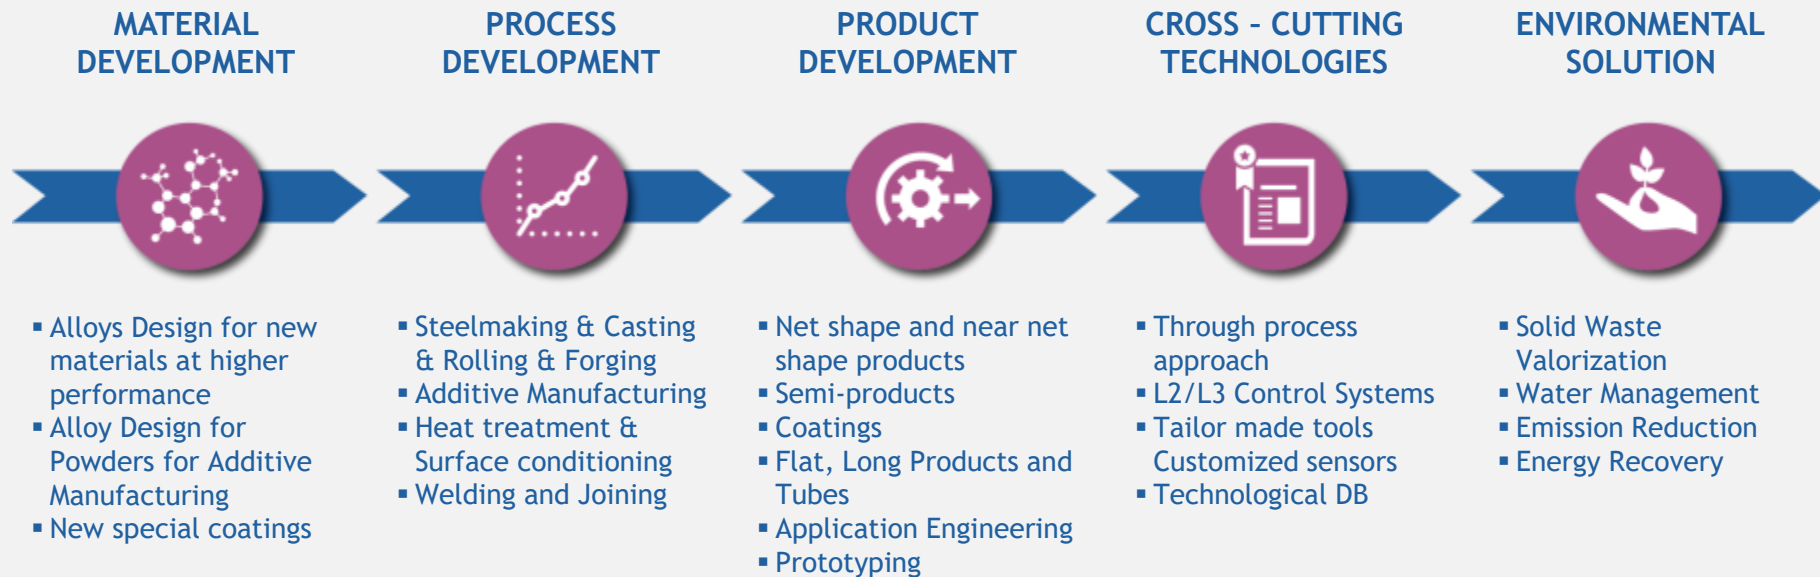 MATERIAL
DEVELOPMENT
▪ Alloys Design for new
materials at higher
performance
▪ Alloy Design for
Powders for Additive
Manufacturing
▪ New special coatings
PROCESS
DEVELOPMENT
▪ Steelmaking & Casting
& Rolling & Forging
▪ Additive Manufacturing
▪ Heat treatment &
Surface conditioning
▪ Welding and Joining
PRODUCT
DEVELOPMENT
▪ Net shape and near net
shape products
▪ Semi-products
▪ Coatings
▪ Flat, Long Products and
Tubes
▪ Application Engineering
▪ Prototyping
CROSS - CUTTING
TECHNOLOGIES
▪ Through process
approach
▪ L2/L3 Control Systems
▪ Tailor made tools
Customized sensors
▪ Technological DB
ENVIRONMENTAL
SOLUTION
▪ Solid Waste
Valorization
▪ Water Management
▪ Emission Reduction
▪ Energy Recovery